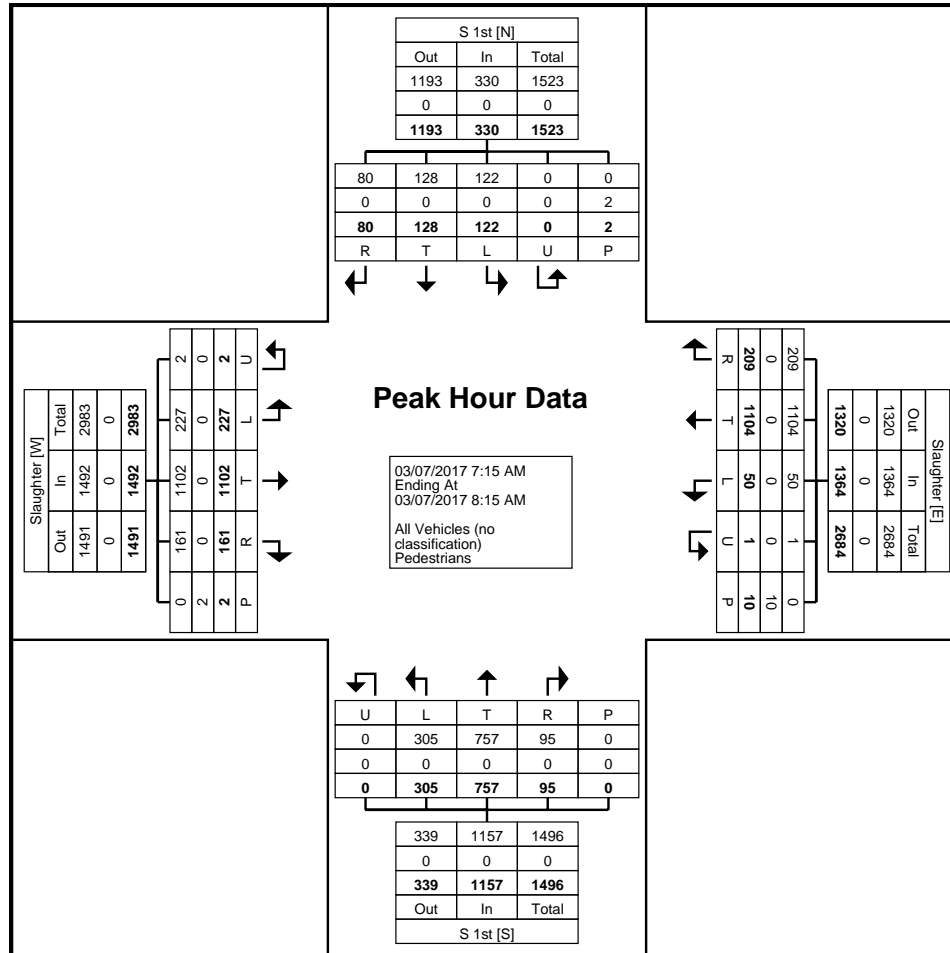 S 1st [N]
Out In Total
1193 330 1523
0 0 0
1193 330 1523
80 128 122 0 0
0 0 0 0 2
80 128 122 0 2
R T L U P
Slaughter [W]
Total In Out
2983 1492 1491
0 0 0
2983 1492 1491
2 227 1102 161 0
0 0 0 0 2
2 227 1102 161 2
U L T R P
Peak Hour Data
03/07/2017 7:15 AM
Ending At
03/07/2017 8:15 AM
All Vehicles (no
classification)
Pedestrians
R T L U P
209 1104 50 1 10
0 0 0 0 10
209 1104 50 1 0
1320 1364 2684
0 0 0
1320 1364 2684
Out In Total
Slaughter [E]
U L T R P
0 305 757 95 0
0 0 0 0 0
0 305 757 95 0
339 1157 1496
0 0 0
339 1157 1496
Out In Total
S 1st [S]